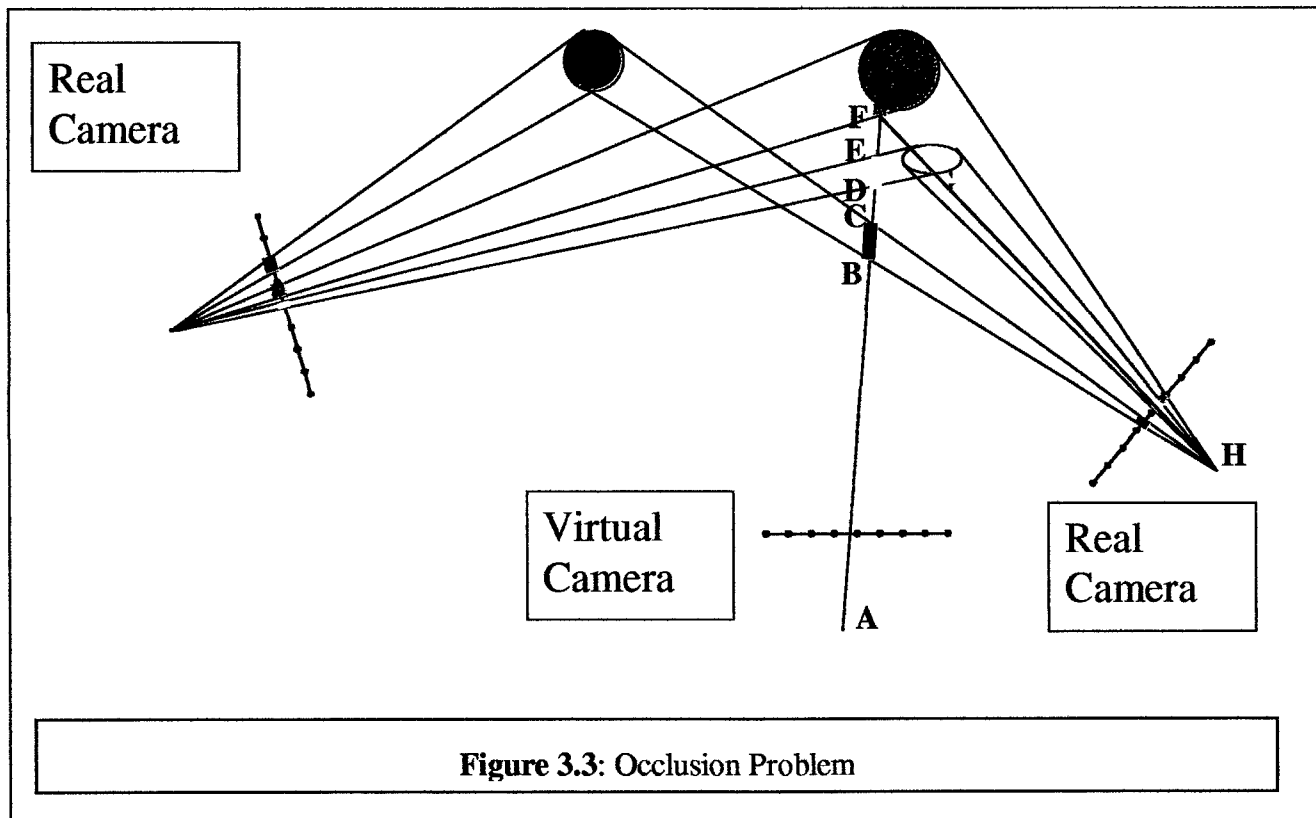 Real
Camera
F
E
D
C
B
H
Virtual
Camera
Real
Camera
A
Figure 3.3: Occlusion Problem